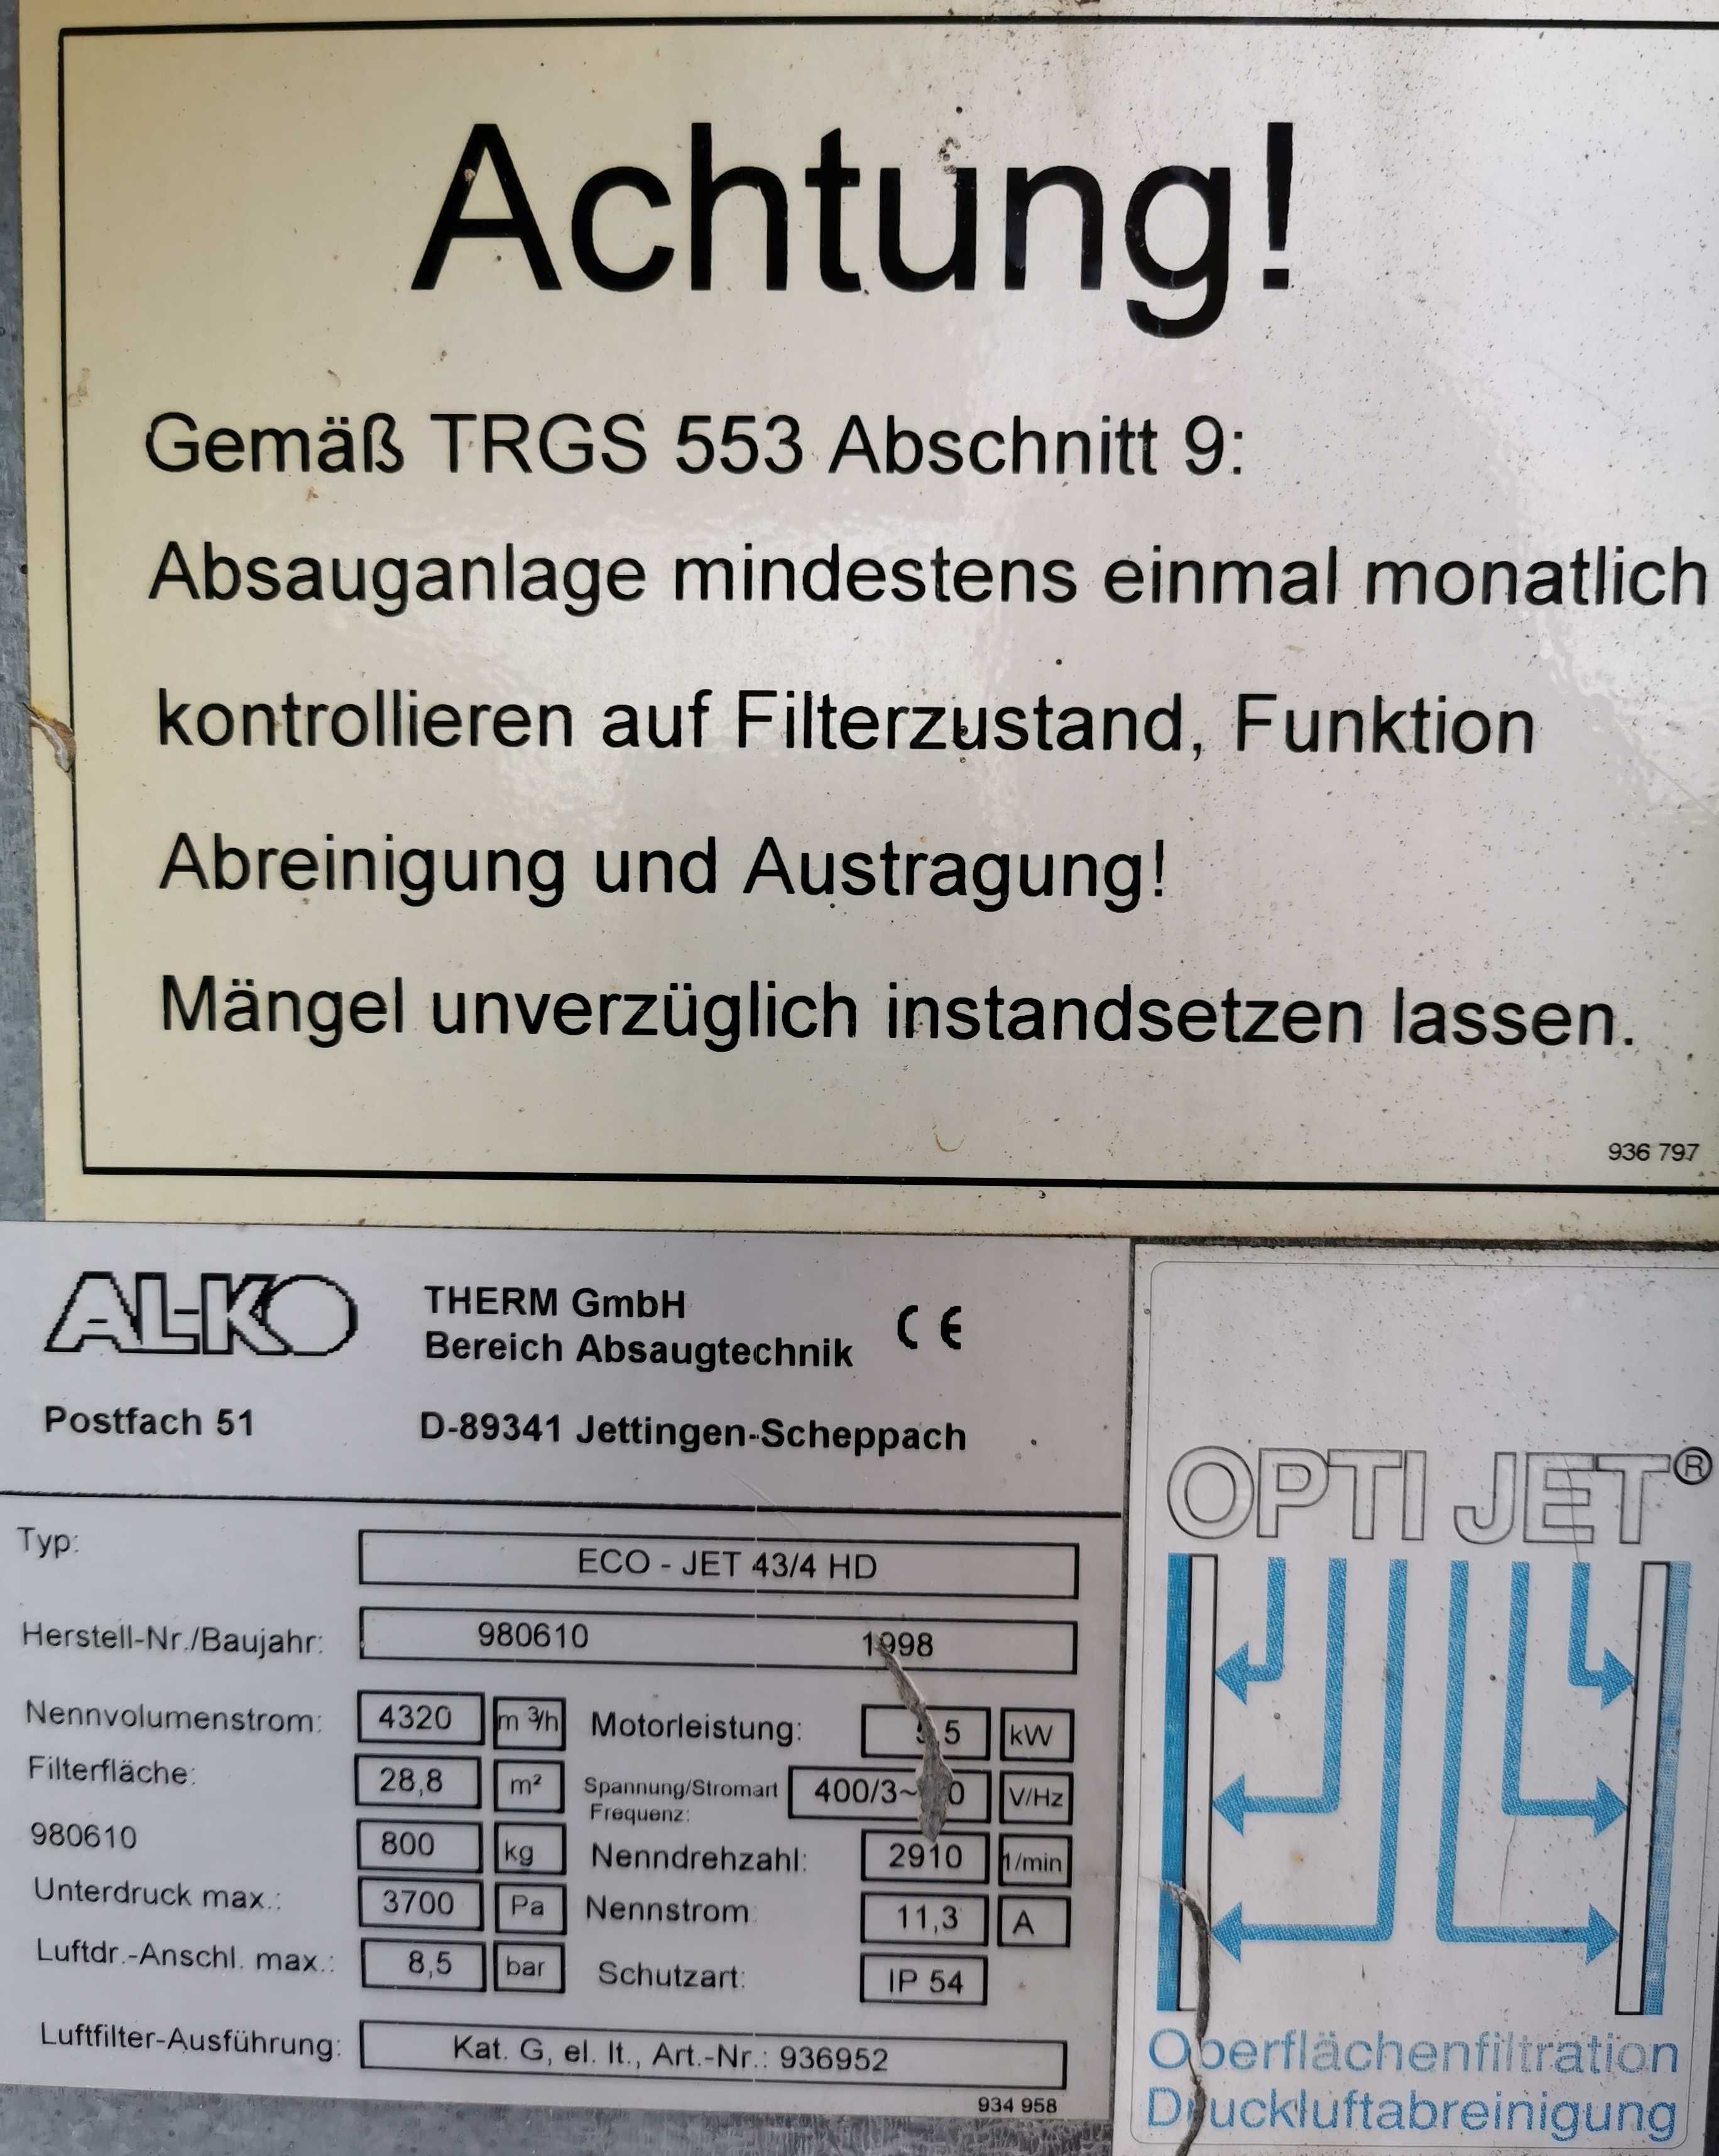 Achtung!
Gemäß TRGS 553 Abschnitt 9:
Absauganlage mindestens einmal monatlich
kontrollieren auf Filterzustand, Funktion
Abreinigung und Austragung!
Mängel unverzüglich instandsetzen lassen.
936 797
AL-KO THERM GmbH CE
Bereich Absaugtechnik
Postfach 51 D-89341 Jettingen-Scheppach
Typ: ECO - JET 43/4 HD
Herstell-Nr./Baujahr: 980610 1998
Nennvolumenstrom: 4320 m³/h Motorleistung: kW
Filterfläche: 28,8 m² Spannung/Stromart 400/3~ V/Hz
Frequenz:
980610 800 kg Nenndrehzahl: 2910 1/min
Unterdruck max.: 3700 Pa Nennstrom 11,3 A
Luftdr.-Anschl. max.: 8,5 bar Schutzart: IP 54
Luftfilter-Ausführung: Kat. G, el. lt., Art.-Nr.: 936952
934 958
OPTI JET®
Oberflächenfiltration
Druckluftabreinigung